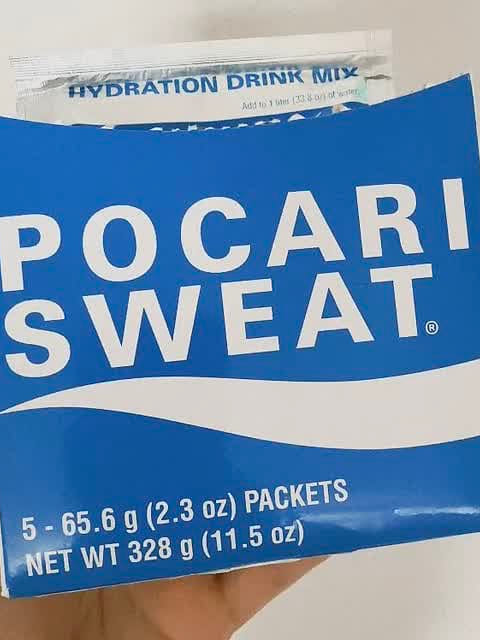 HYDRATION DRINK MIX
Add to 1 liter (33.8 oz) of water
POCARI
SWEAT®
5 - 65.6 g (2.3 oz) PACKETS
NET WT 328 g (11.5 oz)